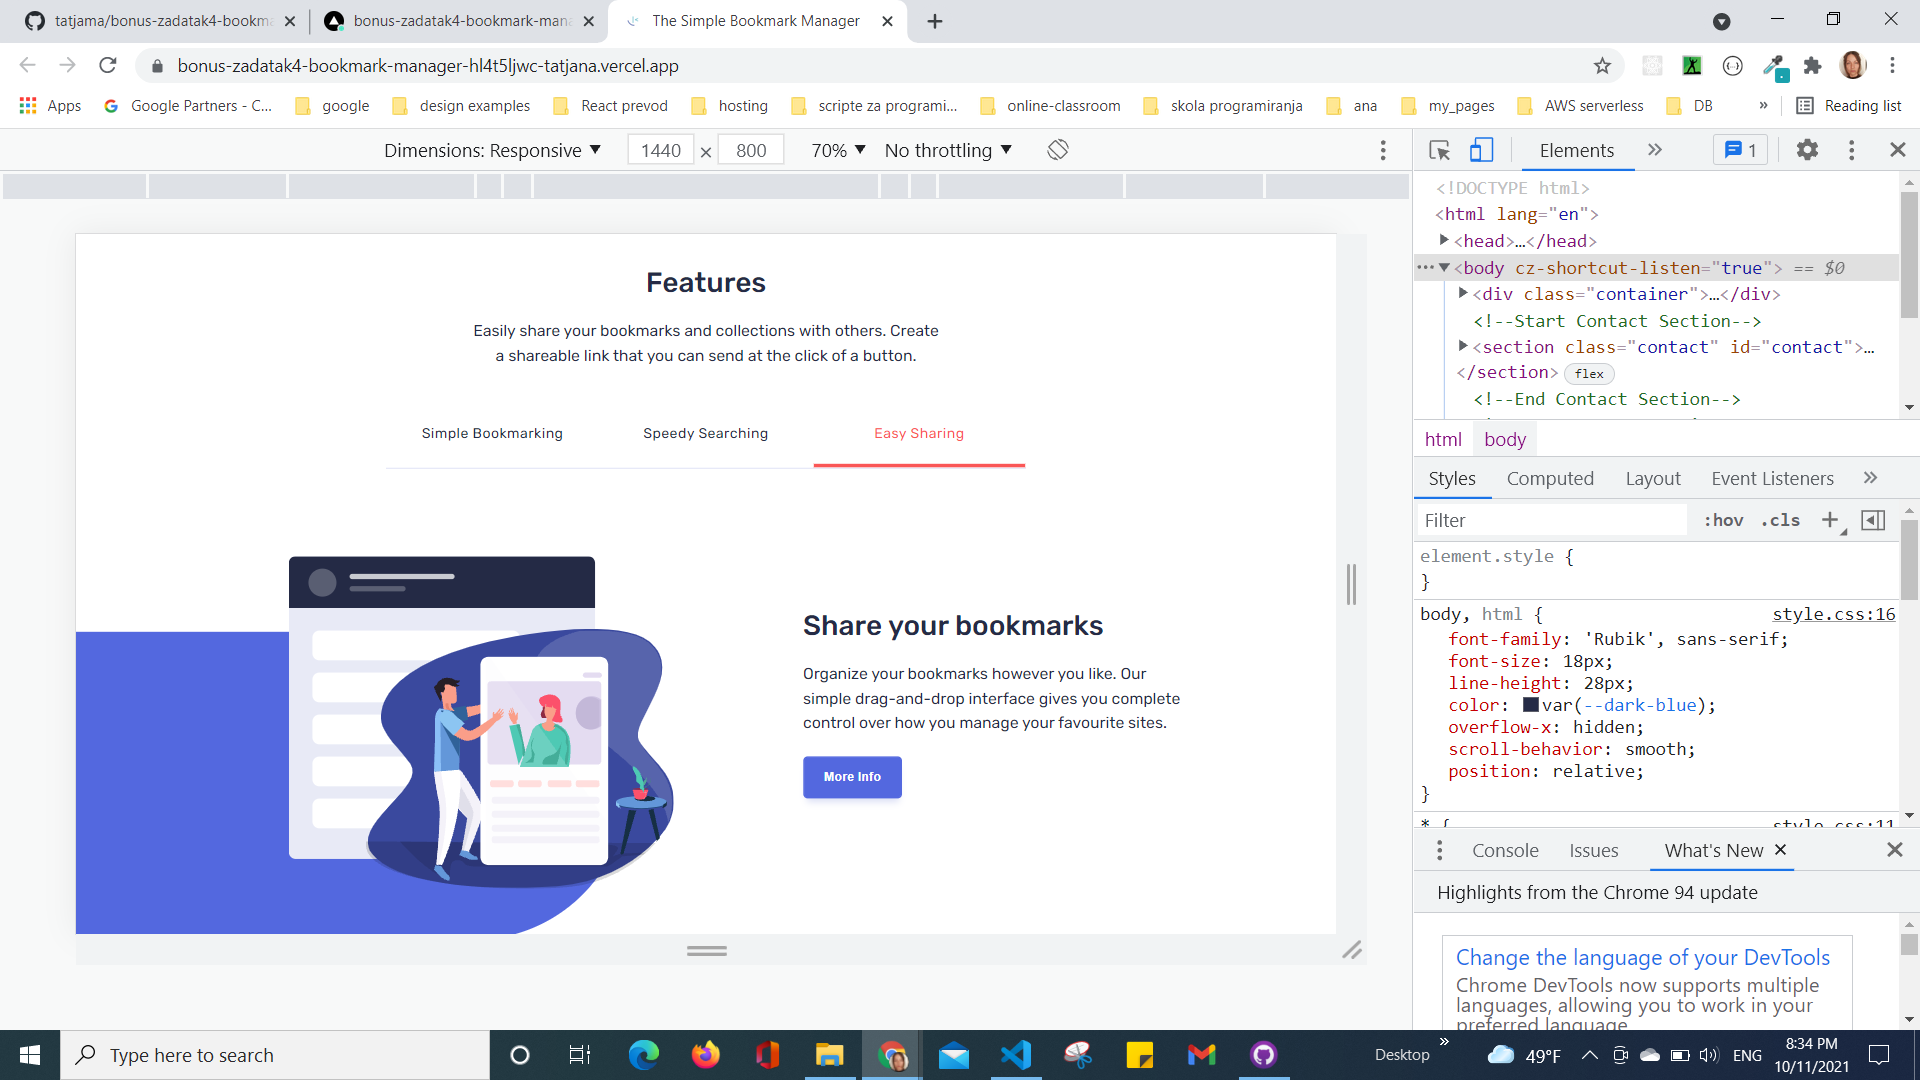 tatjama/bonus-zadatak4-bookma
bonus-zadatak4-bookmark-mana
The Simple Bookmark Manager
bonus-zadatak4-bookmark-manager-hl4t5ljwc-tatjana.vercel.app
Apps
Google Partners - C...
google
design examples
React prevod
hosting
scripte za programi...
online-classroom
skola programiranja
ana
my_pages
AWS serverless
DB
»
Reading list
Dimensions: Responsive
1440 × 800
70%
No throttling
Elements
»
1
Features
Easily share your bookmarks and collections with others. Create
a shareable link that you can send at the click of a button.
Simple Bookmarking
Speedy Searching
Easy Sharing
Share your bookmarks
Organize your bookmarks however you like. Our
simple drag-and-drop interface gives you complete
control over how you manage your favourite sites.
More Info
<!DOCTYPE html>
<html lang="en">
<head>…</head>
<body cz-shortcut-listen="true"> == $0
<div class="container">…</div>
<!--Start Contact Section-->
<section class="contact" id="contact">…
</section> flex
<!--End Contact Section-->
html body
Styles Computed Layout Event Listeners »
Filter :hov .cls
element.style {
}
body, html { style.css:16
font-family: 'Rubik', sans-serif;
font-size: 18px;
line-height: 28px;
color: var(--dark-blue);
overflow-x: hidden;
scroll-behavior: smooth;
position: relative;
}
* { style.css:11
Console Issues What's New
Highlights from the Chrome 94 update
Change the language of your DevTools
Chrome DevTools now supports multiple
languages, allowing you to work in your
preferred language
Type here to search
Desktop »
49°F
ENG
8:34 PM
10/11/2021